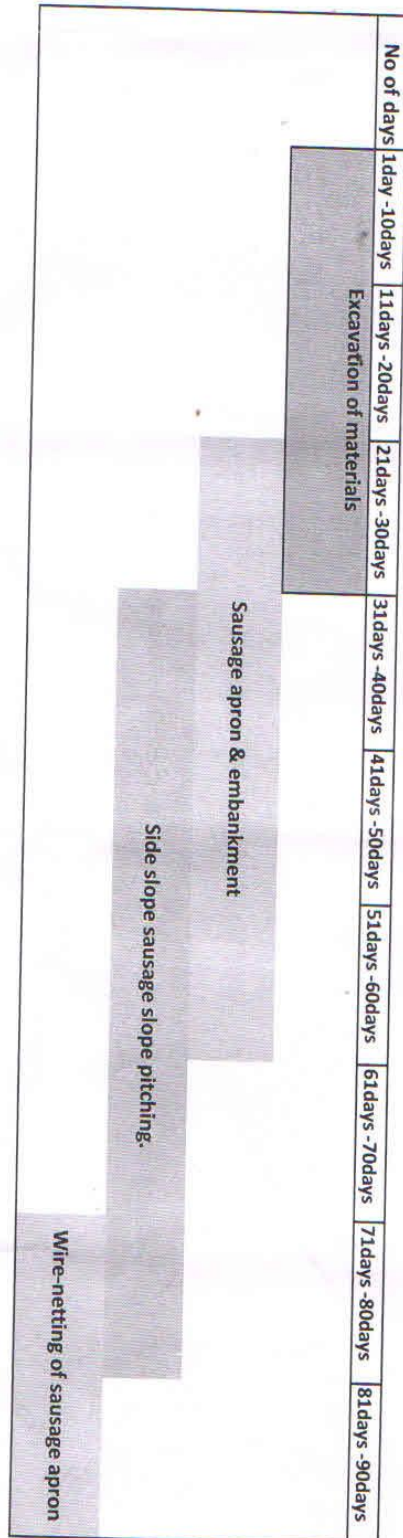 No of days 1day -10days 11days -20days 21days -30days 31days -40days 41days -50days 51days -60days 61days -70days 71days -80days 81days -90days
Excavation of materials
Sausage apron & embankment
Side slope sausage slope pitching.
Wire-netting of sausage apron